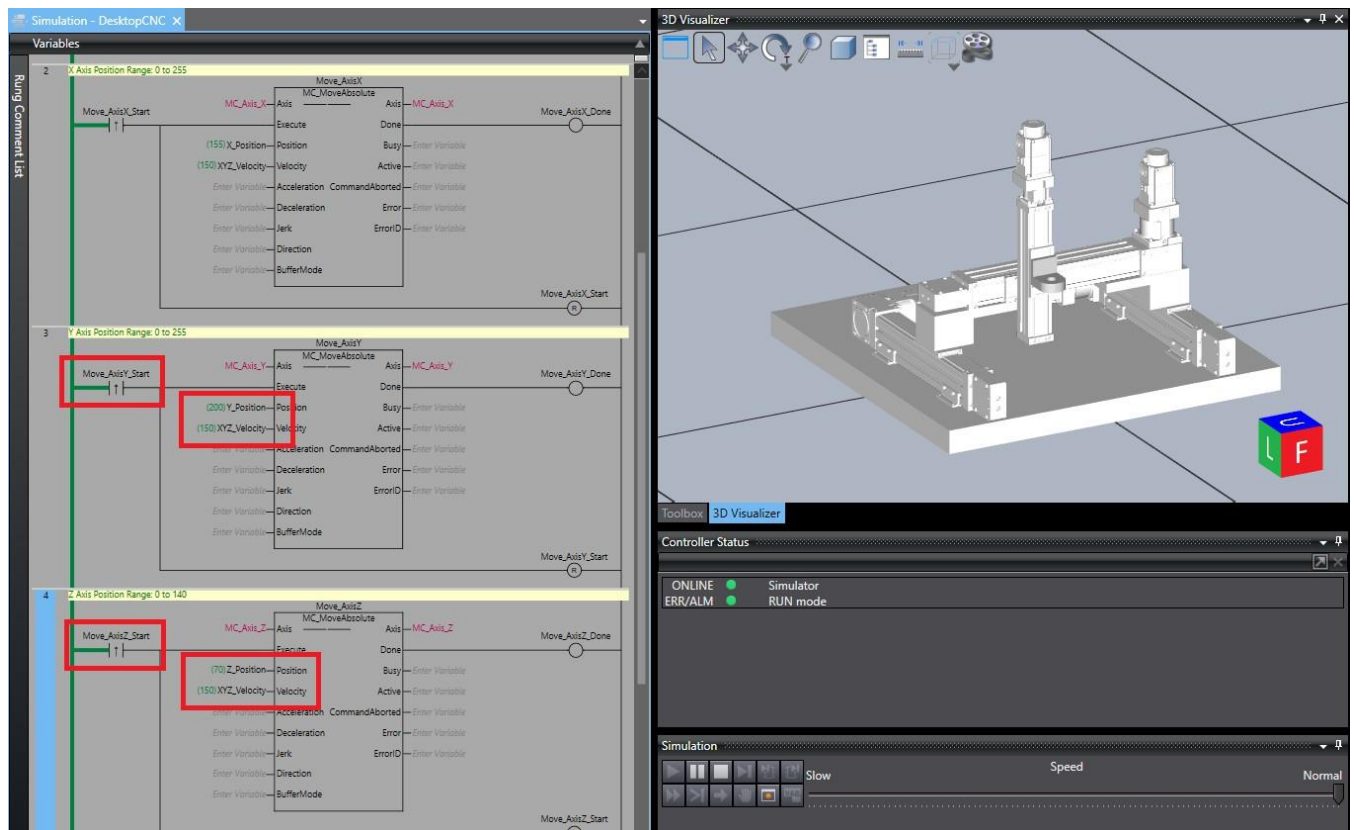 Simulation - DesktopCNC
Variables
Rung Comment List
2 X Axis Position Range: 0 to 255
Move_AxisX
MC_MoveAbsolute
Move_AxisX_Start MC_Axis_X Axis Axis MC_Axis_X Move_AxisX_Done
Execute Done
(155) X_Position Position Busy Enter Variable
(150) XYZ_Velocity Velocity Active Enter Variable
Enter Variable Acceleration CommandAborted Enter Variable
Enter Variable Deceleration Error Enter Variable
Enter Variable Jerk ErrorID Enter Variable
Enter Variable Direction
Enter Variable BufferMode
Move_AxisX_Start
R
3 Y Axis Position Range: 0 to 255
Move_AxisY
MC_MoveAbsolute
Move_AxisY_Start MC_Axis_Y Axis Axis MC_Axis_Y Move_AxisY_Done
Execute Done
(200) Y_Position Position Busy Enter Variable
(150) XYZ_Velocity Velocity Active Enter Variable
Enter Variable Acceleration CommandAborted Enter Variable
Enter Variable Deceleration Error Enter Variable
Enter Variable Jerk ErrorID Enter Variable
Enter Variable Direction
Enter Variable BufferMode
Move_AxisY_Start
R
4 Z Axis Position Range: 0 to 140
Move_AxisZ
MC_MoveAbsolute
Move_AxisZ_Start MC_Axis_Z Axis Axis MC_Axis_Z Move_AxisZ_Done
Execute Done
(70) Z_Position Position Busy Enter Variable
(150) XYZ_Velocity Velocity Active Enter Variable
Enter Variable Acceleration CommandAborted Enter Variable
Enter Variable Deceleration Error Enter Variable
Enter Variable Jerk ErrorID Enter Variable
Enter Variable Direction
Enter Variable BufferMode
Move_AxisZ_Start
3D Visualizer
U
L F
Toolbox 3D Visualizer
Controller Status
ONLINE Simulator
ERR/ALM RUN mode
Simulation
Speed
Slow Normal